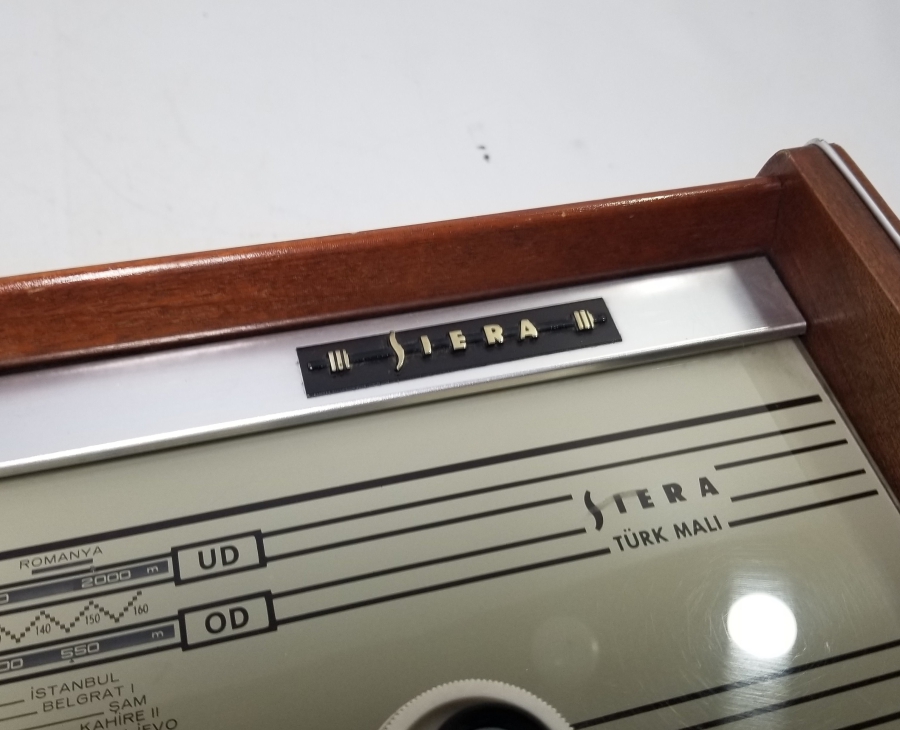 SIERA
SIERA
TÜRK MALI
ROMANYA
UD
2000 m
140 150 160
OD
550 m
İSTANBUL
BELGRAT I
ŞAM
KAHİRE II